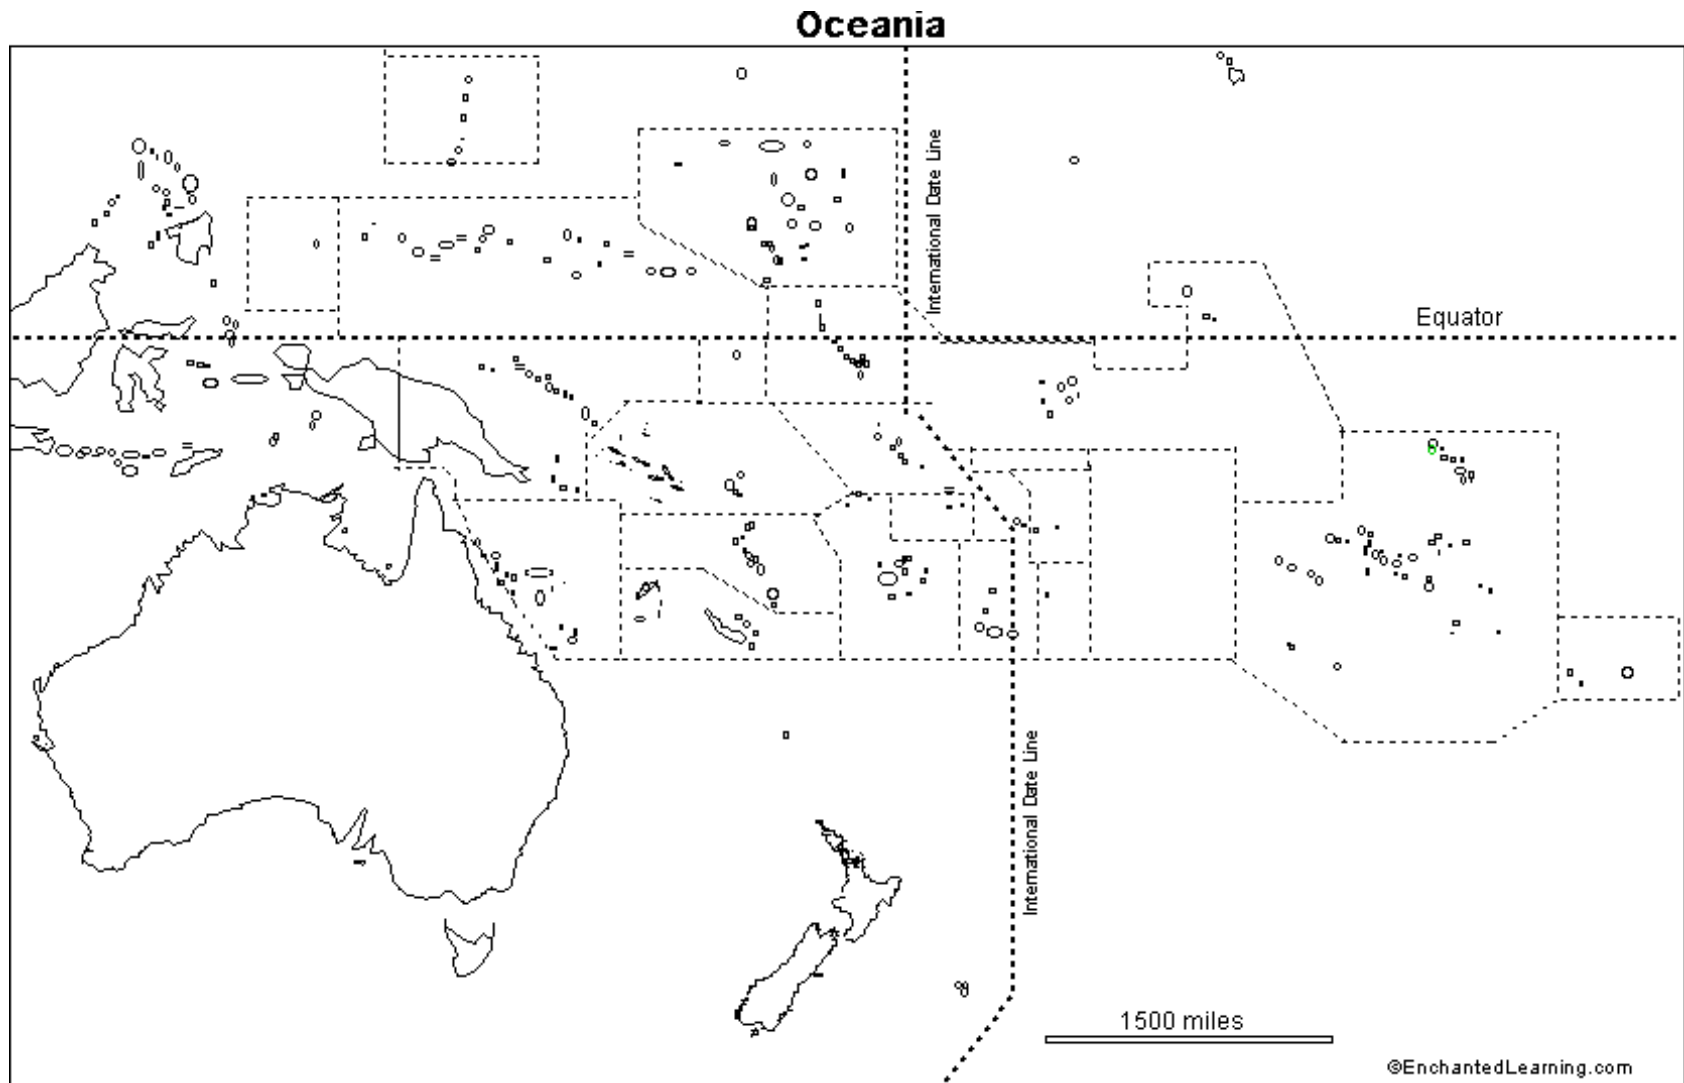 Oceania
International Date Line
Equator
International Date Line
1500 miles
©EnchantedLearning.com